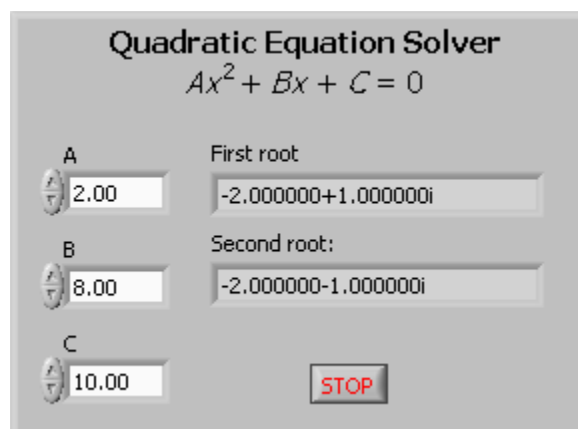 Quadratic Equation Solver
Ax² + Bx + C = 0
A
2.00
First root
-2.000000+1.000000i
B
8.00
Second root:
-2.000000-1.000000i
C
10.00
STOP